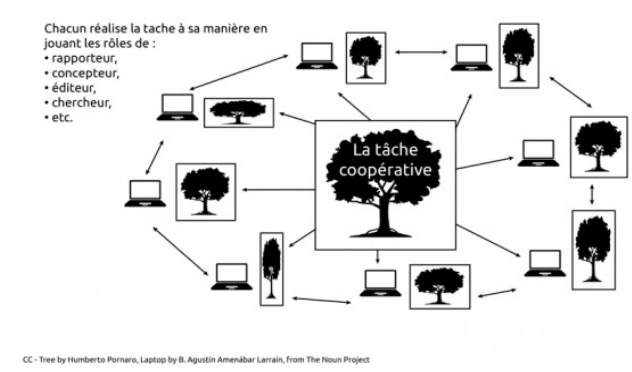 Chacun réalise la tache à sa manière en
jouant les rôles de :
• rapporteur,
• concepteur,
• éditeur,
• chercheur,
• etc.
La tâche
coopérative
CC - Tree by Humberto Pornaro, Laptop by B. Agustín Amenábar Larraín, from The Noun Project